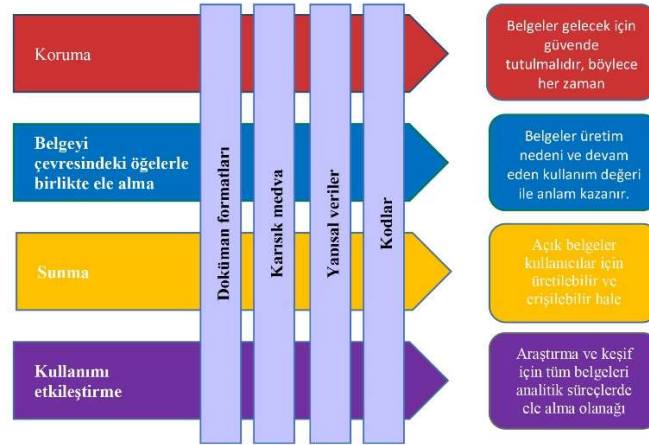 Koruma
Belgeler gelecek için
güvende
tutulmalıdır, böylece
her zaman
Belgeyi
çevresindeki öğelerle
birlikte ele alma
Belgeler üretim
nedeni ve devam
eden kullanım değeri
ile anlam kazanır.
Sunma
Açık belgeler
kullanıcılar için
üretilebilir ve
erişilebilir hale
Kullanımı
etkileştirme
Araştırma ve keşif
için tüm belgeleri
analitik süreçlerde
ele alma olanağı
Doküman formatları
Karışık medya
Yapısal veriler
Kodlar